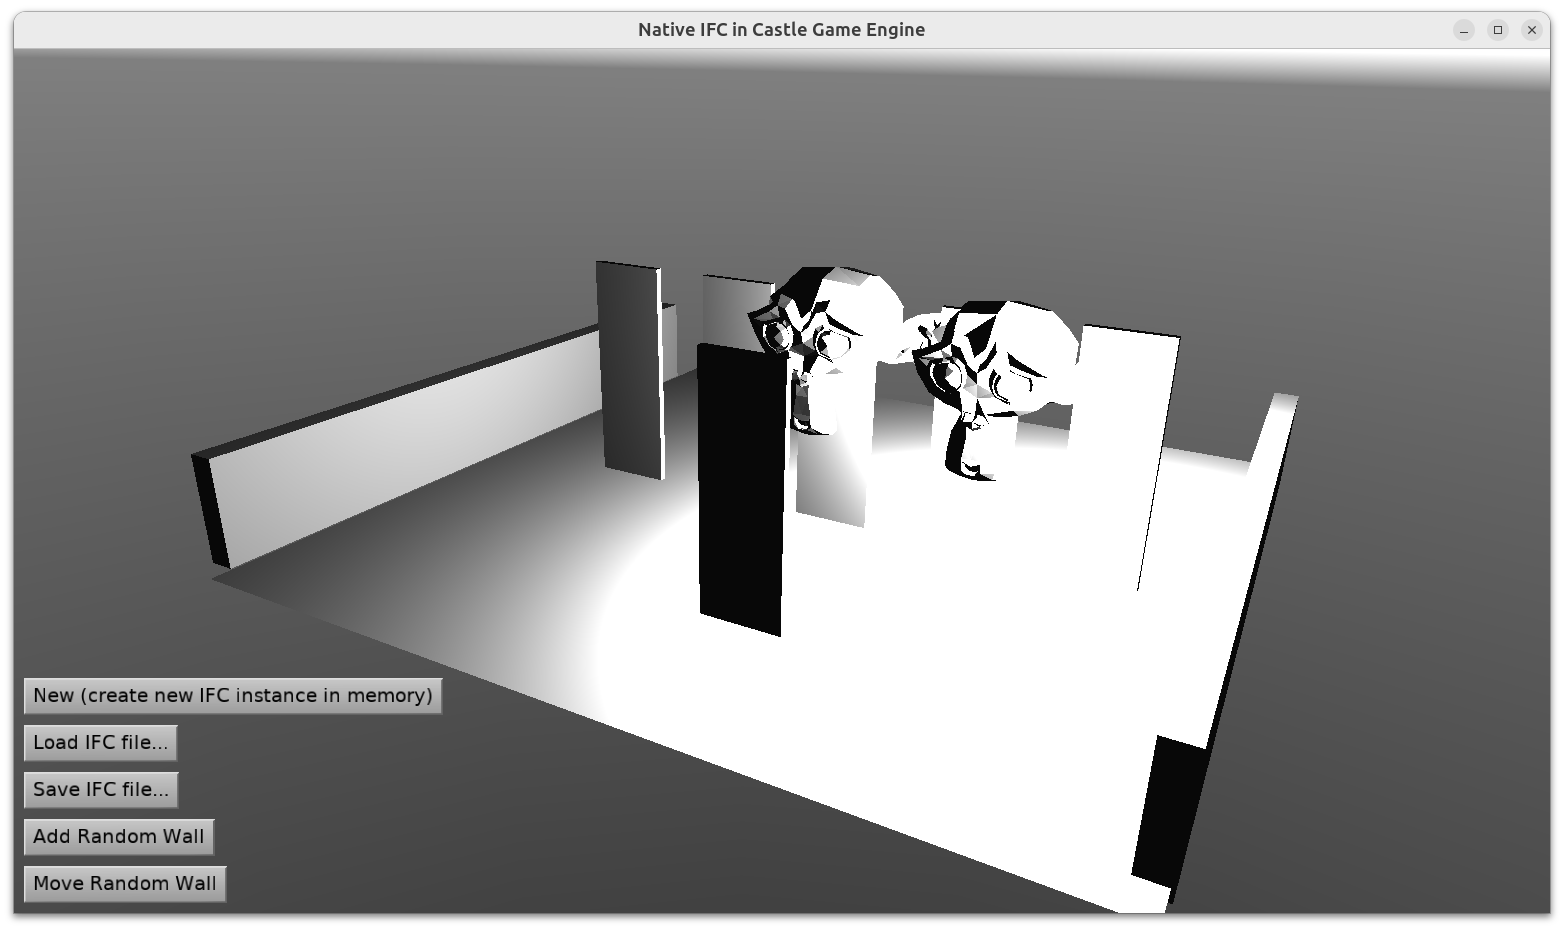 Native IFC in Castle Game Engine
New (create new IFC instance in memory)
Load IFC file...
Save IFC file...
Add Random Wall
Move Random Wall